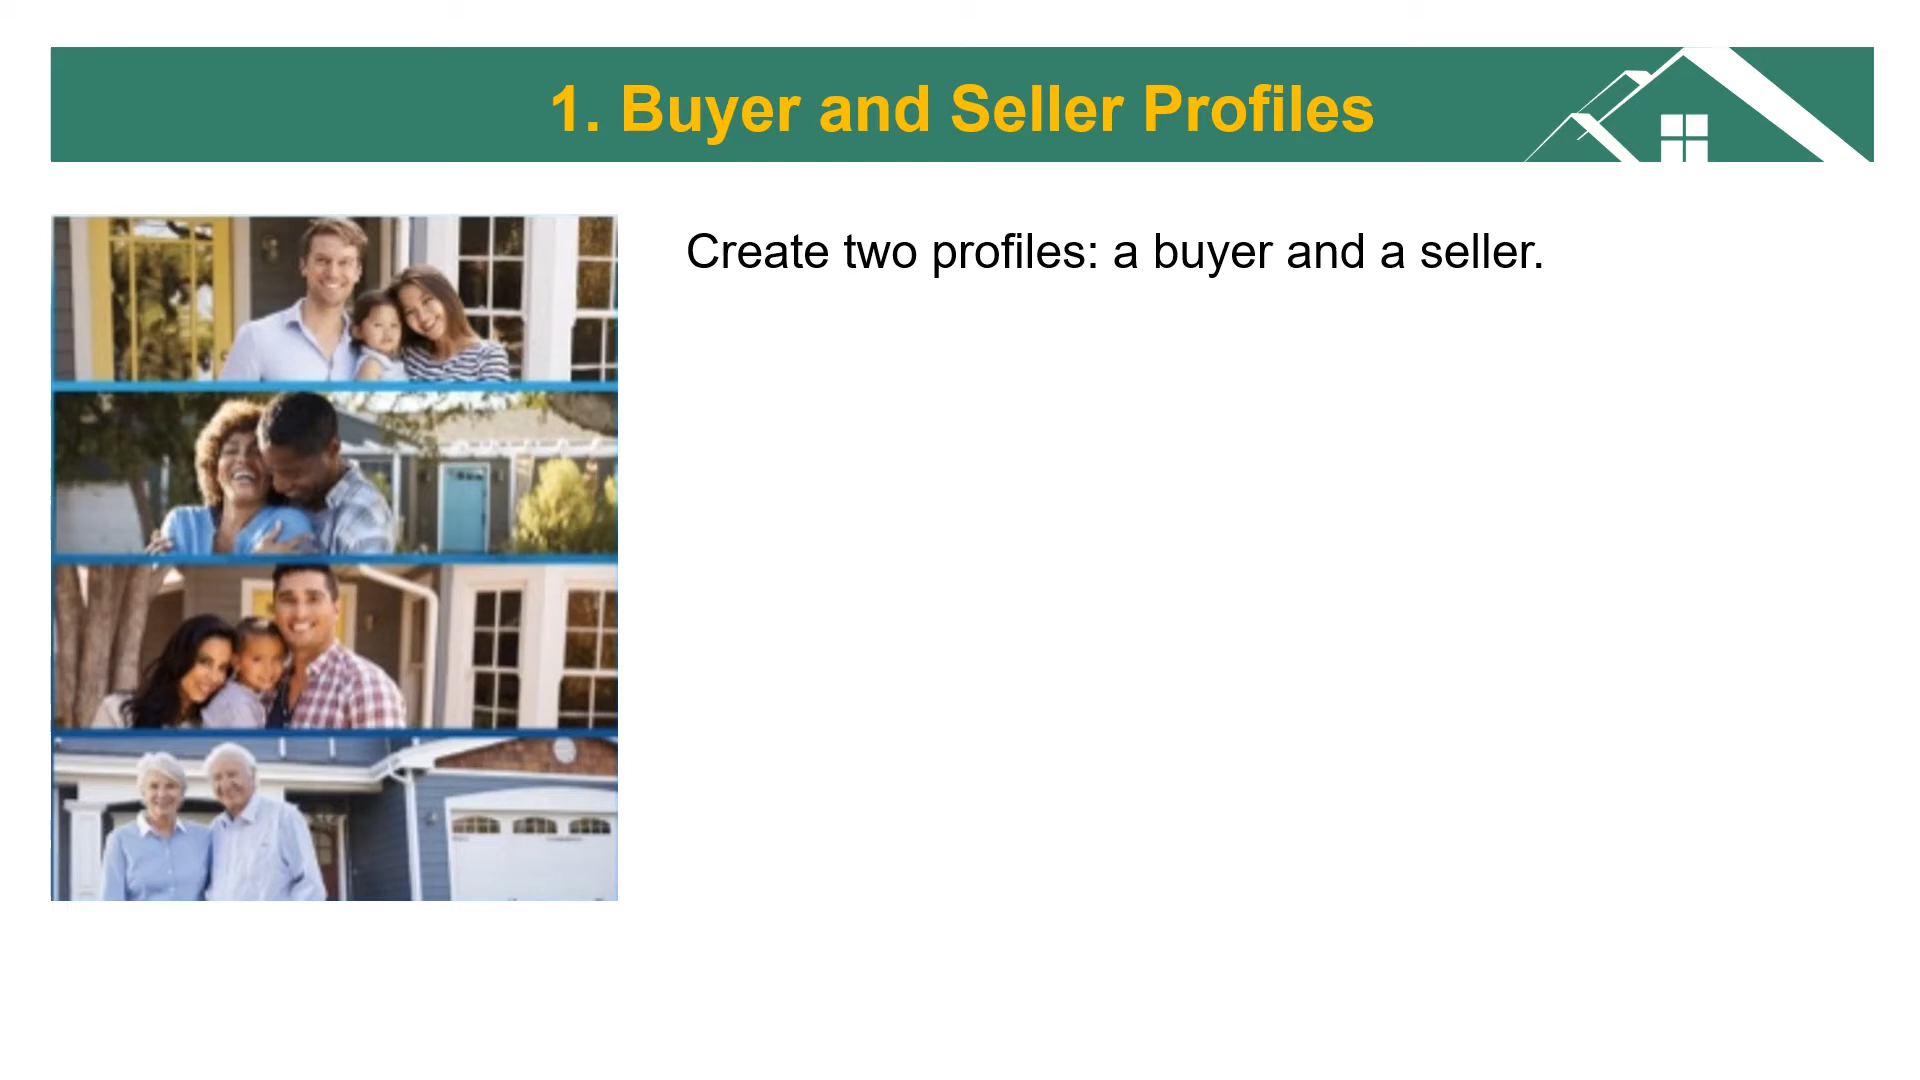 1. Buyer and Seller Profiles
Create two profiles: a buyer and a seller.